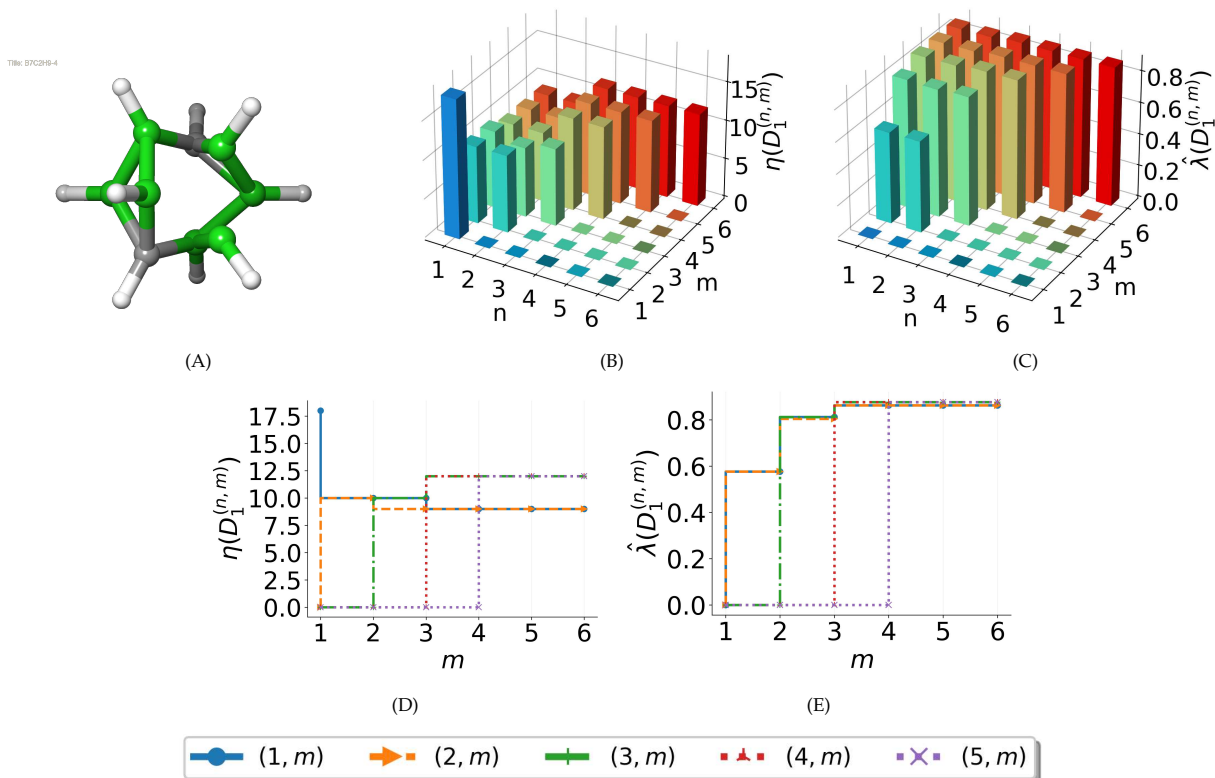 Title: B7C2H9-4
(A)
η(D₁^(n, m))
15
10
5
0
1 2 3 4 5 6
n
1 2 3 4 5 6
m
(B)
λ̂(D₁^(n, m))
0.8
0.6
0.4
0.2
0.0
1 2 3 4 5 6
n
1 2 3 4 5 6
m
(C)
η(D₁^(n, m))
17.5
15.0
12.5
10.0
7.5
5.0
2.5
0.0
1 2 3 4 5 6
m
(D)
λ̂(D₁^(n, m))
0.8
0.6
0.4
0.2
0.0
1 2 3 4 5 6
m
(E)
(1, m) (2, m) (3, m) (4, m) (5, m)